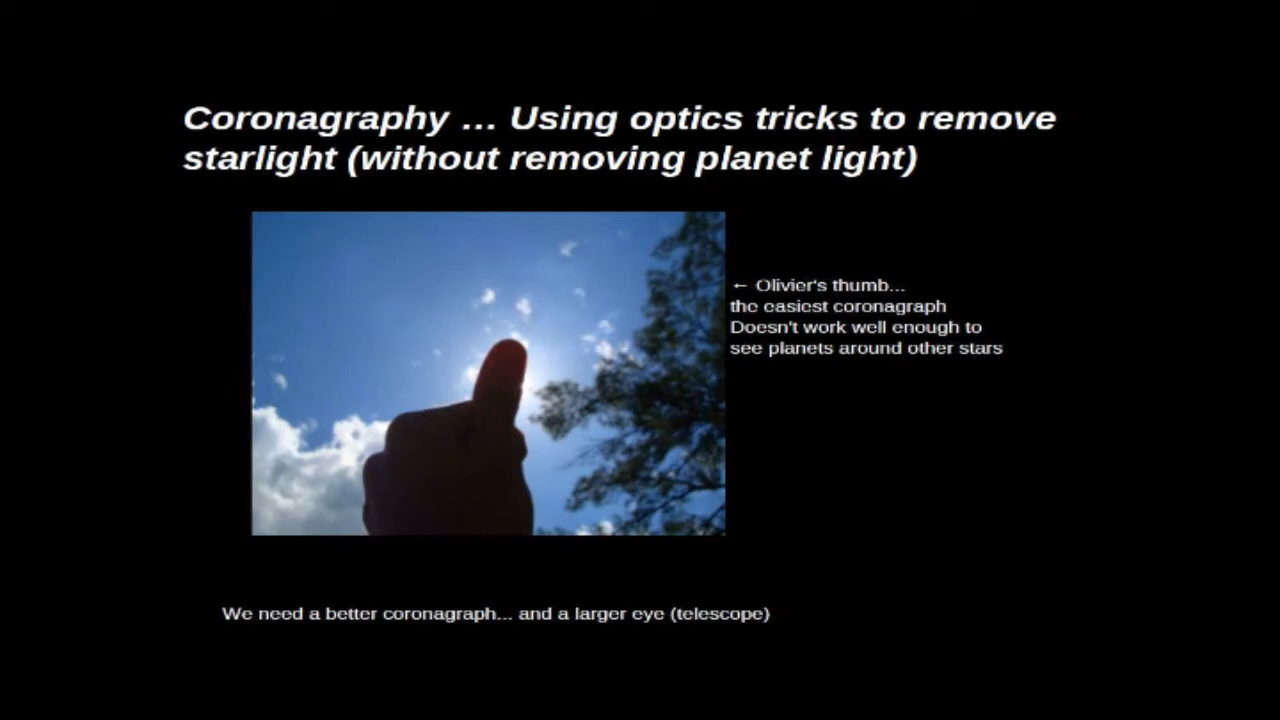 Coronagraphy ... Using optics tricks to remove
starlight (without removing planet light)
← Olivier's thumb...
the easiest coronagraph
Doesn't work well enough to
see planets around other stars
We need a better coronagraph... and a larger eye (telescope)